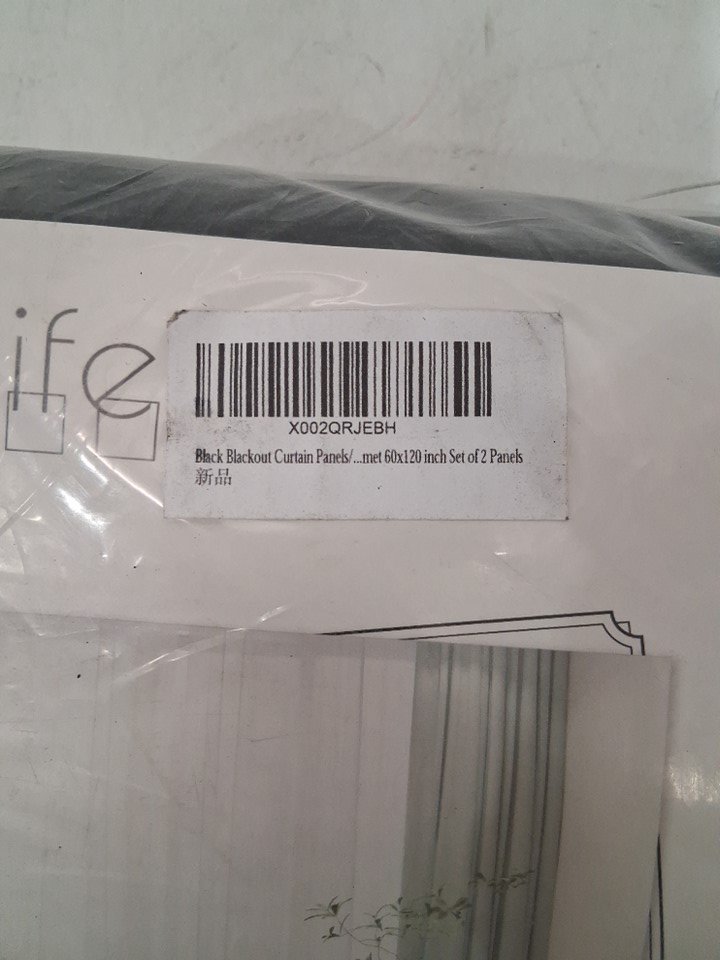 ife
X002QRJEBH
Black Blackout Curtain Panels/...met 60x120 inch Set of 2 Panels
新品